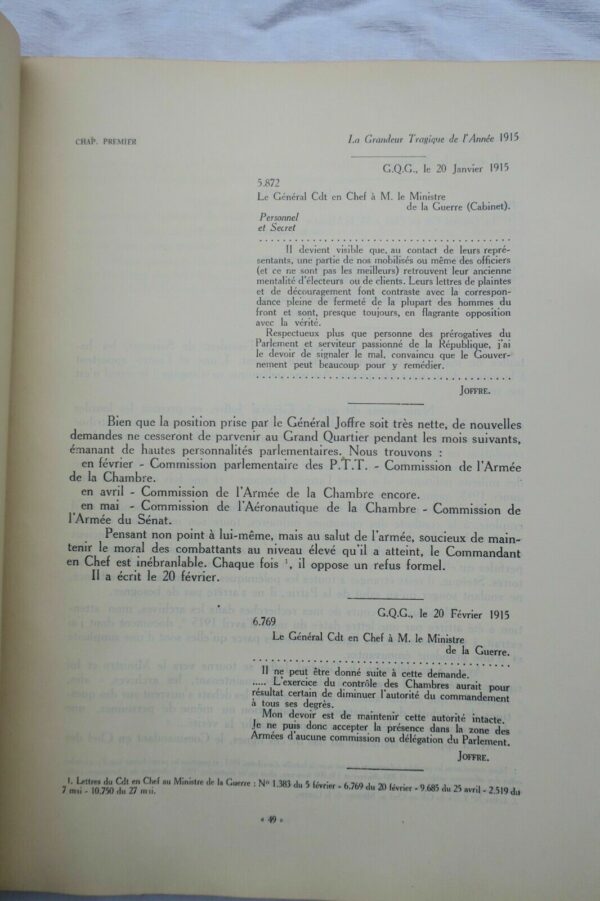 CHAP. PREMIER
La Grandeur Tragique de l'Année 1915
G.Q.G., le 20 Janvier 1915
5.872
Le Général Cdt en Chef à M. le Ministre
de la Guerre (Cabinet).
Personnel
et Secret
Il devient visible que, au contact de leurs repré-
sentants, une partie de nos mobilisés ou même des officiers
(et ce ne sont pas les meilleurs) retrouvent leur ancienne
mentalité d'électeurs ou de clients. Leurs lettres de plaintes
et de découragement font contraste avec la correspon-
dance pleine de fermeté de la plupart des hommes du
front et sont, presque toujours, en flagrante opposition
avec la vérité.
Respectueux plus que personne des prérogatives du
Parlement et serviteur passionné de la République, j'ai
le devoir de signaler le mal, convaincu que le Gouver-
nement peut beaucoup pour y remédier.
JOFFRE.
Bien que la position prise par le Général Joffre soit très nette, de nouvelles
demandes ne cesseront de parvenir au Grand Quartier pendant les mois suivants,
émanant de hautes personnalités parlementaires. Nous trouvons :
en février - Commission parlementaire des P.T.T. - Commission de l'Armée
de la Chambre.
en avril - Commission de l'Armée de la Chambre encore.
en mai - Commission de l'Aéronautique de la Chambre - Commission de
l'Armée du Sénat.
Pensant non point à lui-même, mais au salut de l'armée, soucieux de main-
tenir le moral des combattants au niveau élevé qu'il a atteint, le Commandant
en Chef est inébranlable. Chaque fois ¹, il oppose un refus formel.
Il a écrit le 20 février.
G.Q.G., le 20 Février 1915
6.769
Le Général Cdt en Chef à M. le Ministre
de la Guerre.
Il ne peut être donné suite à cette demande.
..... L'exercice du contrôle des Chambres aurait pour
résultat certain de diminuer l'autorité du commandement
à tous ses degrés.
Mon devoir est de maintenir cette autorité intacte.
Je ne puis donc accepter la présence dans la zone des
Armées d'aucune commission ou délégation du Parlement.
JOFFRE.
1. Lettres du Cdt en Chef au Ministre de la Guerre : Nº 1.383 du 5 février - 6.769 du 20 février - 9.685 du 25 avril - 2.519 du
7 mai - 10.750 du 27 mai.
« 49 »